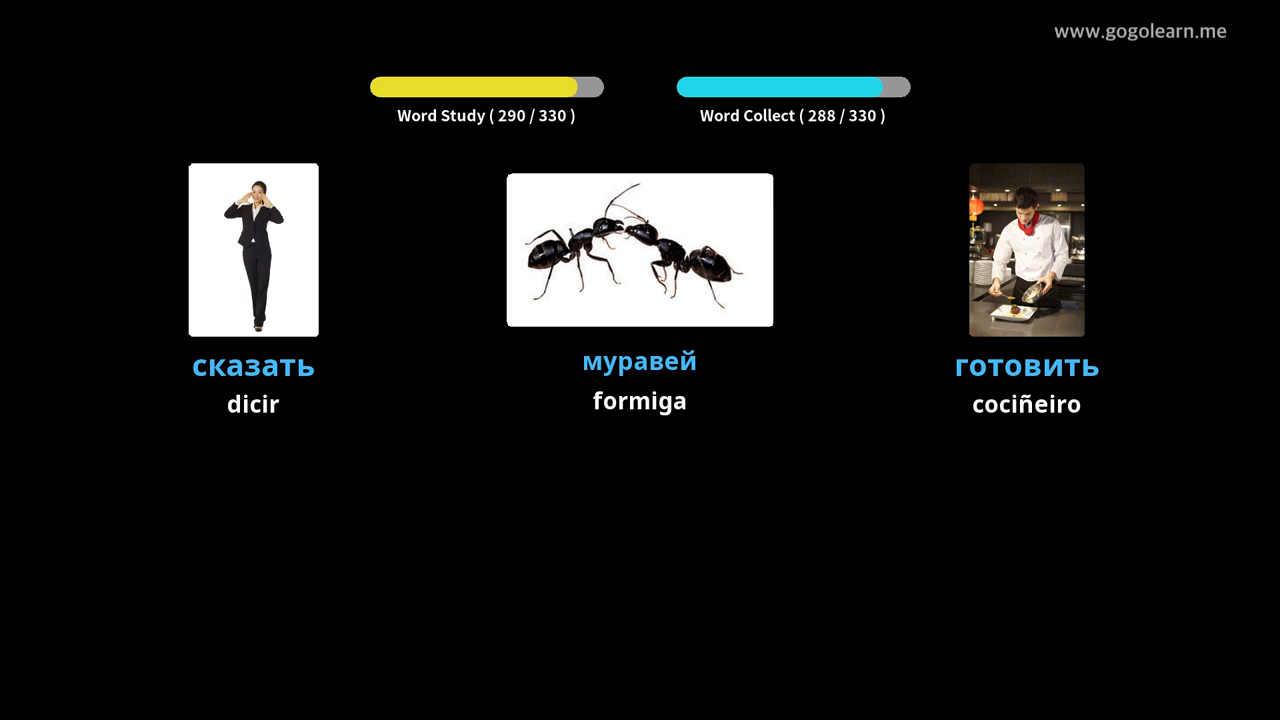 www.gogolearn.me
Word Study ( 290 / 330 )
Word Collect ( 288 / 330 )
сказать
dicir
муравей
formiga
готовить
cociñeiro